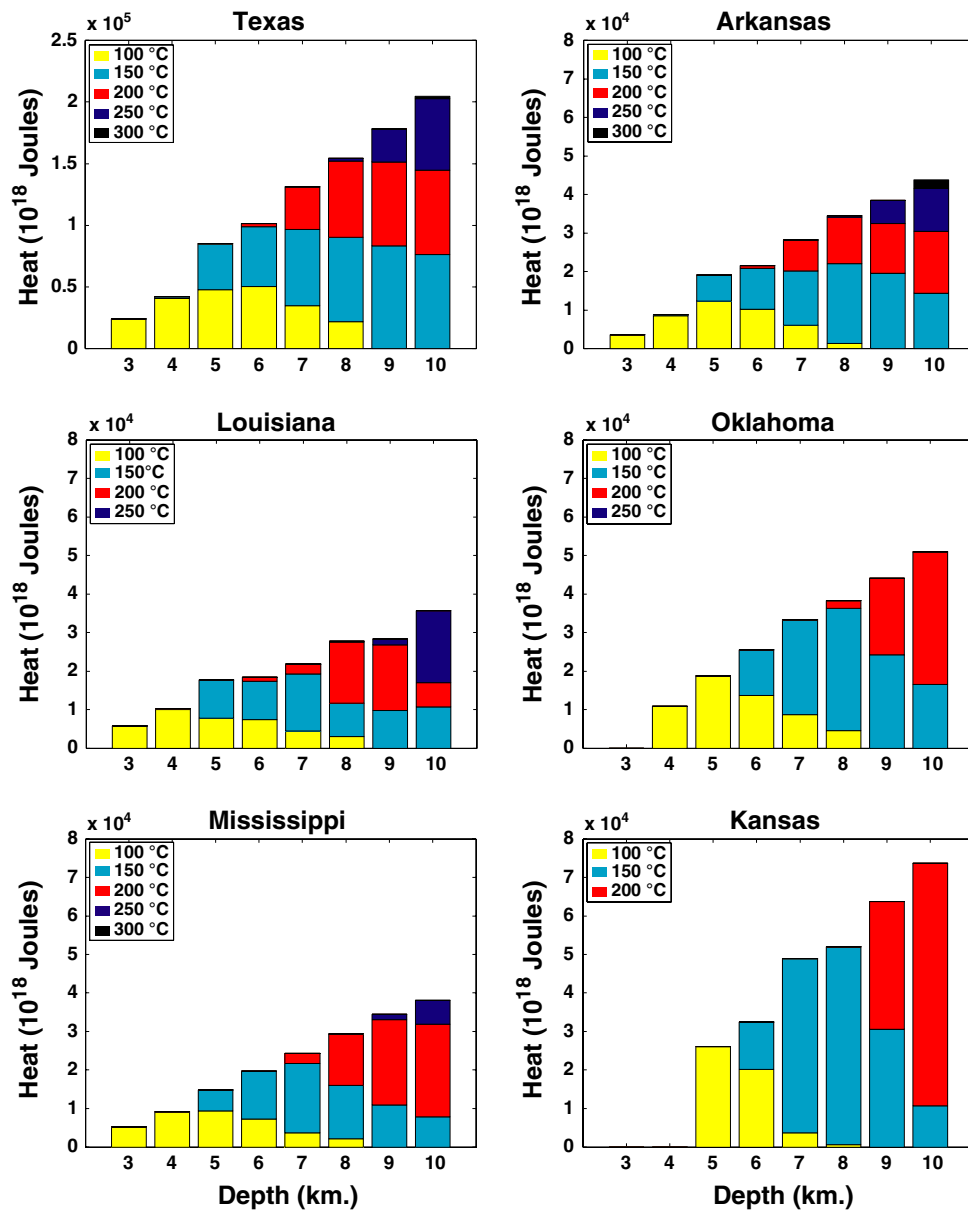 Texas
x 10^5
2.5
2
1.5
1
0.5
0
Heat (10^18 Joules)
100 °C
150 °C
200 °C
250 °C
300 °C
3 4 5 6 7 8 9 10
Arkansas
x 10^4
8
7
6
5
4
3
2
1
0
Heat (10^18 Joules)
100 °C
150 °C
200 °C
250 °C
300 °C
3 4 5 6 7 8 9 10
Louisiana
x 10^4
8
7
6
5
4
3
2
1
0
Heat (10^18 Joules)
100 °C
150°C
200 °C
250 °C
3 4 5 6 7 8 9 10
Oklahoma
x 10^4
8
7
6
5
4
3
2
1
0
Heat (10^18 Joules)
100 °C
150 °C
200 °C
250 °C
3 4 5 6 7 8 9 10
Mississippi
x 10^4
8
7
6
5
4
3
2
1
0
Heat (10^18 Joules)
100 °C
150 °C
200 °C
250 °C
300 °C
3 4 5 6 7 8 9 10
Depth (km.)
Kansas
x 10^4
8
7
6
5
4
3
2
1
0
Heat (10^18 Joules)
100 °C
150 °C
200 °C
3 4 5 6 7 8 9 10
Depth (km.)